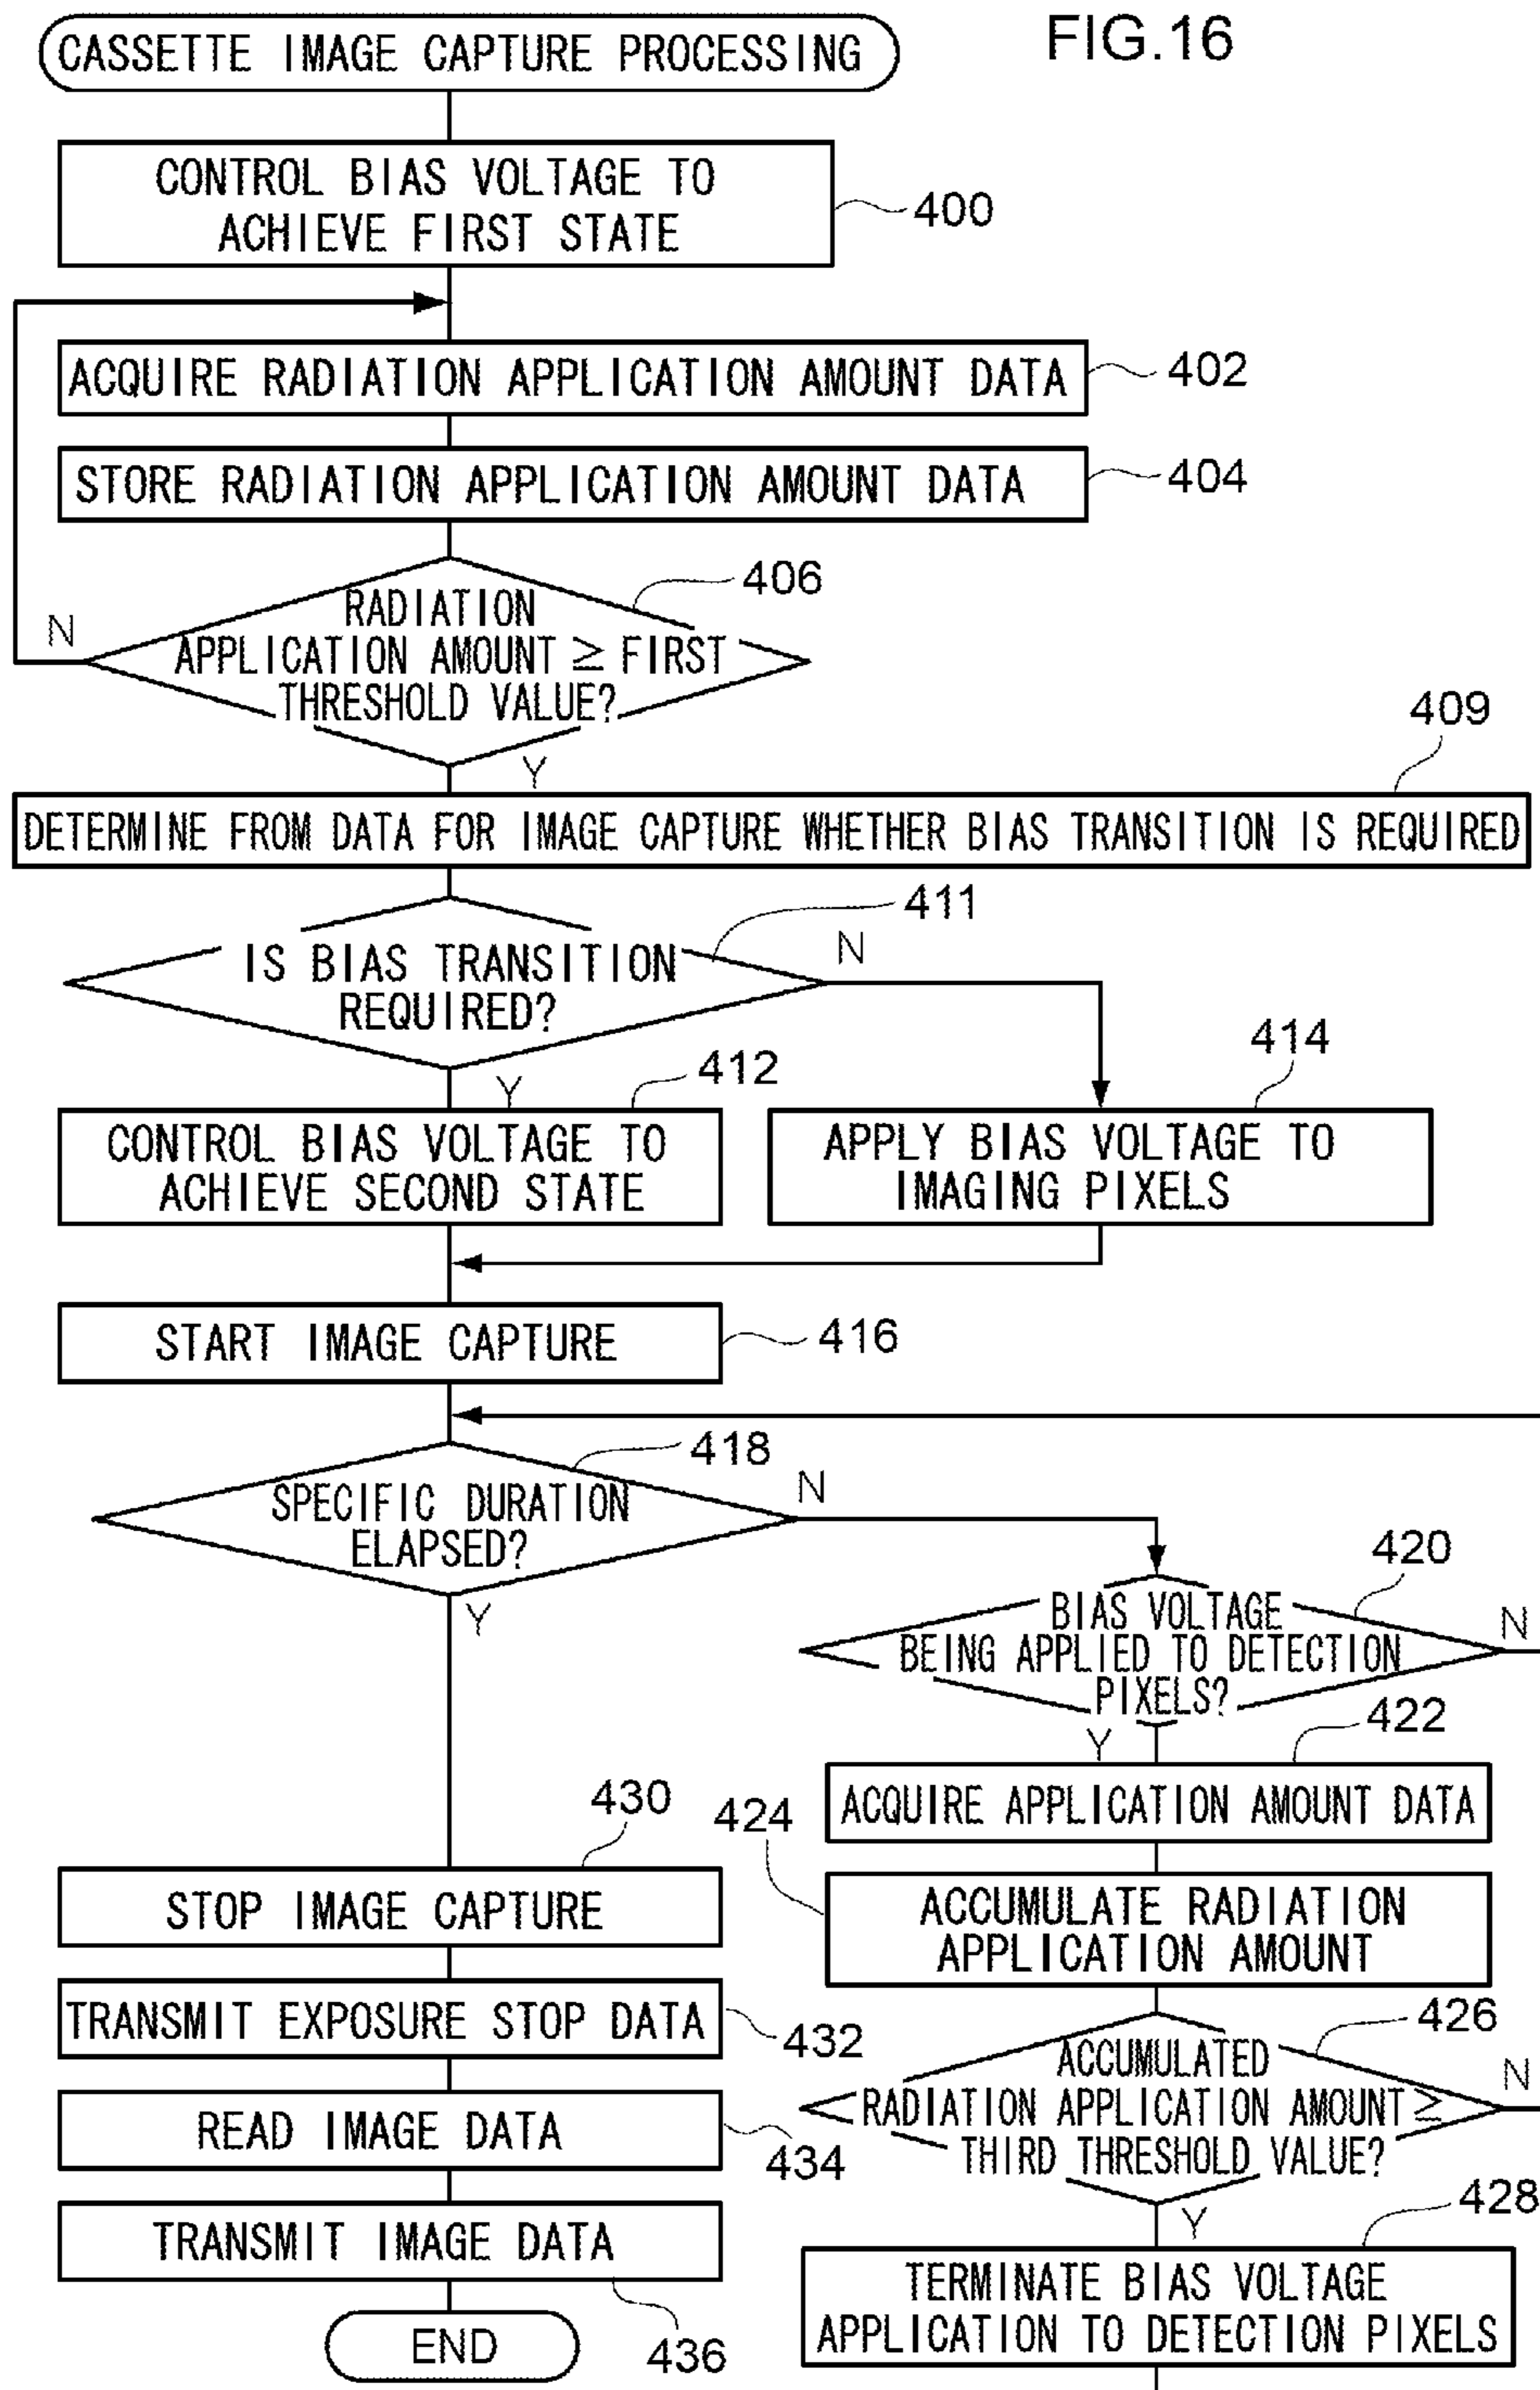 FIG.16
CASSETTE IMAGE CAPTURE PROCESSING
CONTROL BIAS VOLTAGE TO
ACHIEVE FIRST STATE
400
ACQUIRE RADIATION APPLICATION AMOUNT DATA
402
STORE RADIATION APPLICATION AMOUNT DATA
404
406
RADIATION
APPLICATION AMOUNT ≧ FIRST
THRESHOLD VALUE?
N
Y
409
DETERMINE FROM DATA FOR IMAGE CAPTURE WHETHER BIAS TRANSITION IS REQUIRED
411
IS BIAS TRANSITION
REQUIRED?
N
Y
412
CONTROL BIAS VOLTAGE TO
ACHIEVE SECOND STATE
414
APPLY BIAS VOLTAGE TO
IMAGING PIXELS
START IMAGE CAPTURE
416
418
SPECIFIC DURATION
ELAPSED?
N
Y
420
BIAS VOLTAGE
BEING APPLIED TO DETECTION
PIXELS?
N
Y
422
ACQUIRE APPLICATION AMOUNT DATA
424
ACCUMULATE RADIATION
APPLICATION AMOUNT
426
ACCUMULATED
RADIATION APPLICATION AMOUNT ≧
THIRD THRESHOLD VALUE?
N
Y
428
TERMINATE BIAS VOLTAGE
APPLICATION TO DETECTION PIXELS
430
STOP IMAGE CAPTURE
TRANSMIT EXPOSURE STOP DATA
432
READ IMAGE DATA
434
TRANSMIT IMAGE DATA
436
END